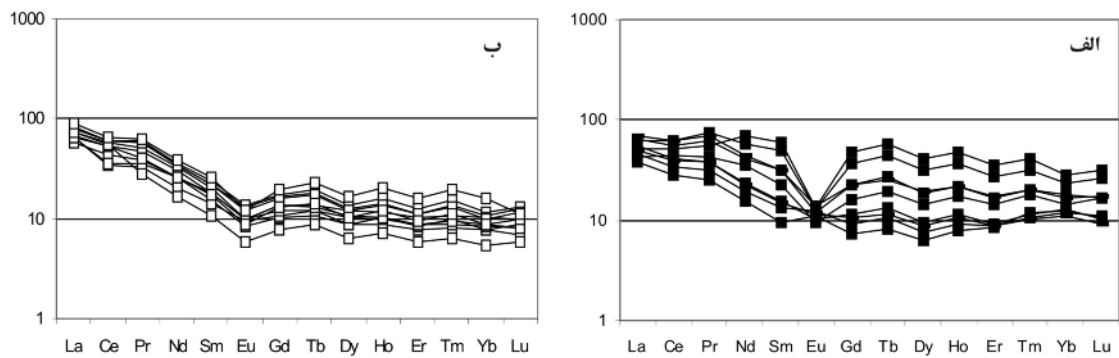 1000
ب
100
10
1
La Ce Pr Nd Sm Eu Gd Tb Dy Ho Er Tm Yb Lu
1000
الف
100
10
1
La Ce Pr Nd Sm Eu Gd Tb Dy Ho Er Tm Yb Lu